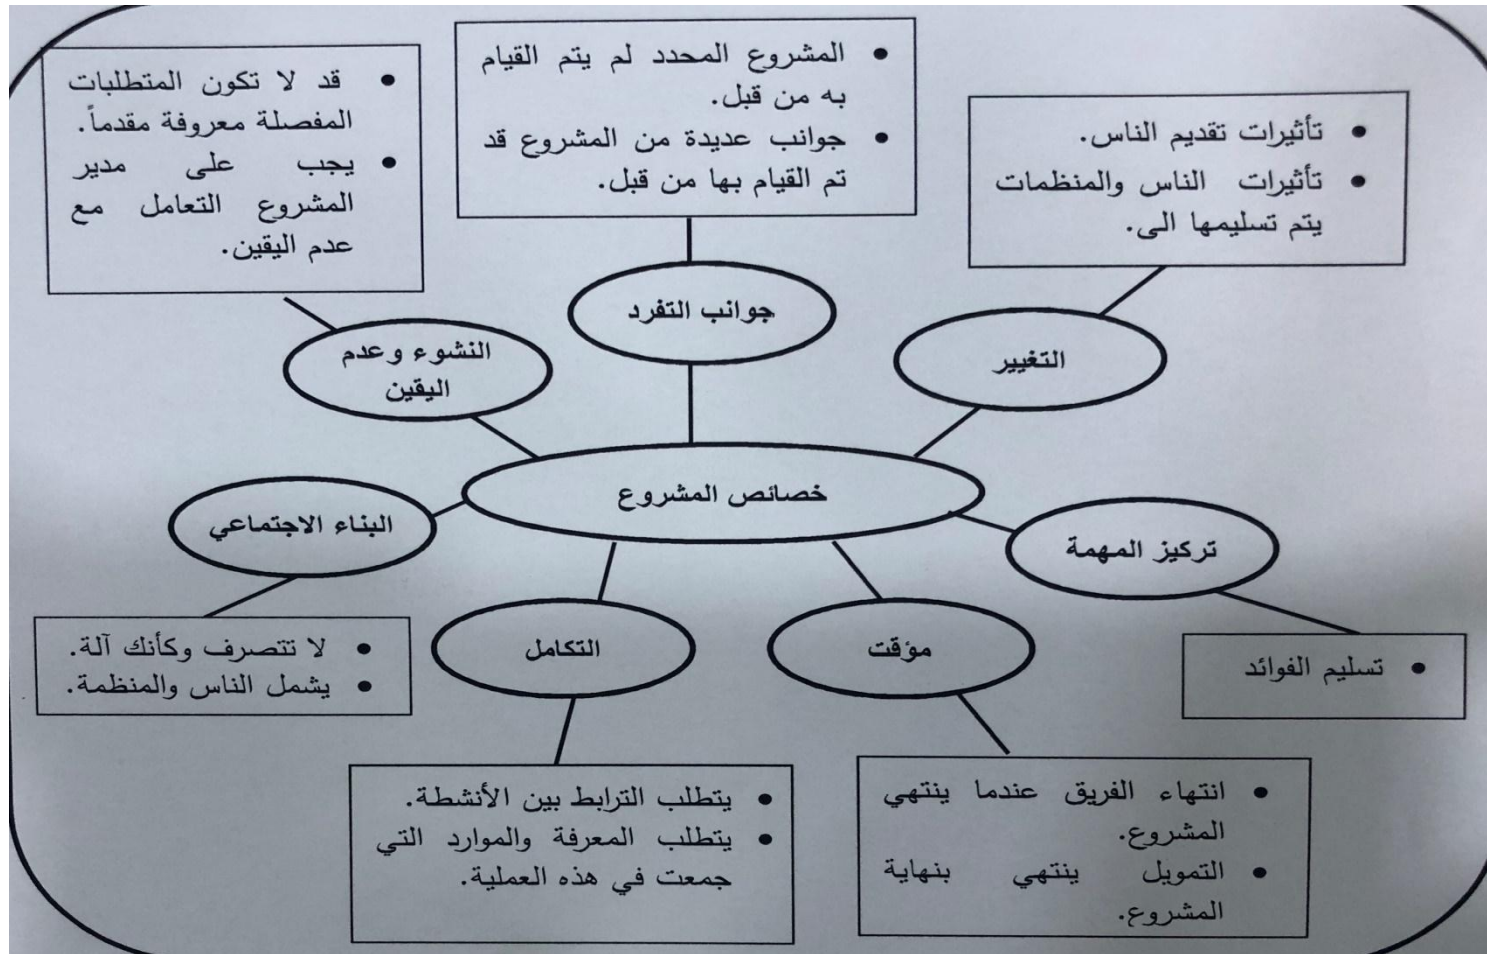 المشروع المحدد لم يتم القيام
به من قبل.
جوانب عديدة من المشروع قد
تم القيام بها من قبل.
تأثيرات تقديم الناس.
تأثيرات الناس والمنظمات
يتم تسليمها الى.
قد لا تكون المتطلبات
المفصلة معروفة مقدماً.
يجب على مدير
المشروع التعامل مع
عدم اليقين.
جوانب التفرد
التغيير
النشوء وعدم
اليقين
خصائص المشروع
تركيز المهمة
البناء الاجتماعي
مؤقت
التكامل
تسليم الفوائد
لا تتصرف وكأنك آلة.
يشمل الناس والمنظمة.
انتهاء الفريق عندما ينتهي
المشروع.
التمويل ينتهي بنهاية
المشروع.
يتطلب الترابط بين الأنشطة.
يتطلب المعرفة والموارد التي
جمعت في هذه العملية.